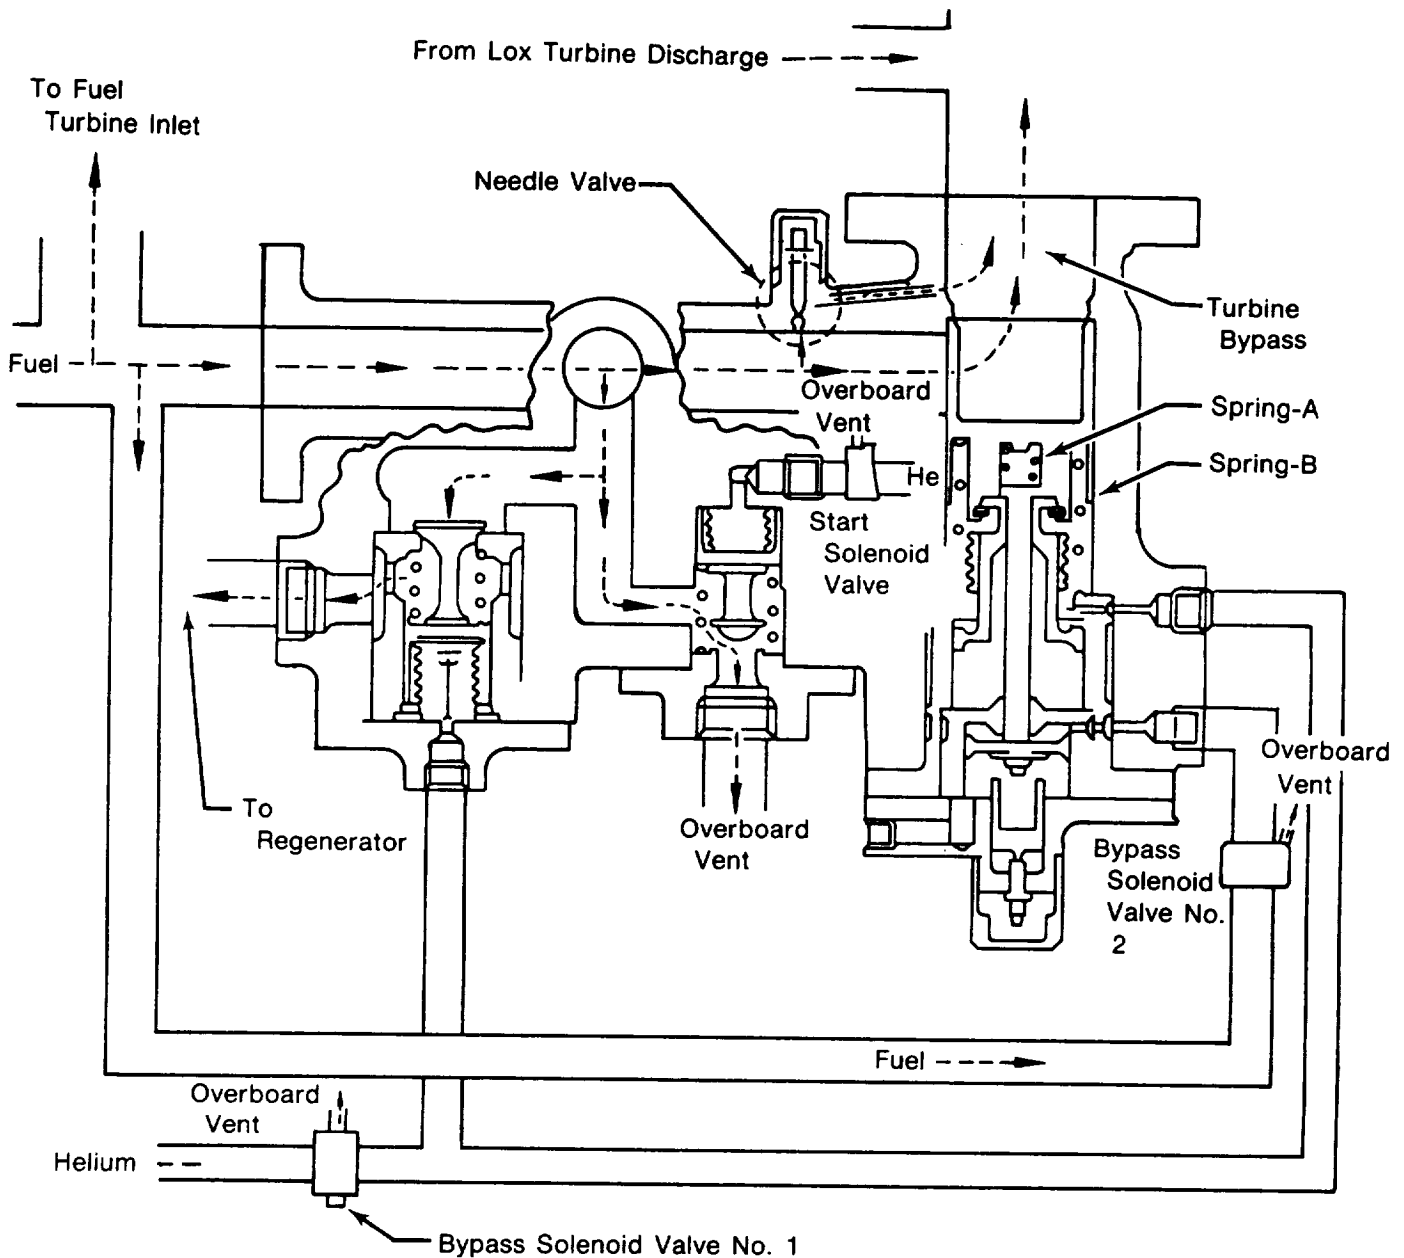 From Lox Turbine Discharge
To Fuel
Turbine Inlet
Needle Valve
Turbine
Bypass
Fuel
Overboard
Vent
Spring-A
Spring-B
He
Start
Solenoid
Valve
Overboard
Vent
To
Regenerator
Overboard
Vent
Bypass
Solenoid
Valve No.
2
Fuel
Overboard
Vent
Helium
Bypass Solenoid Valve No. 1